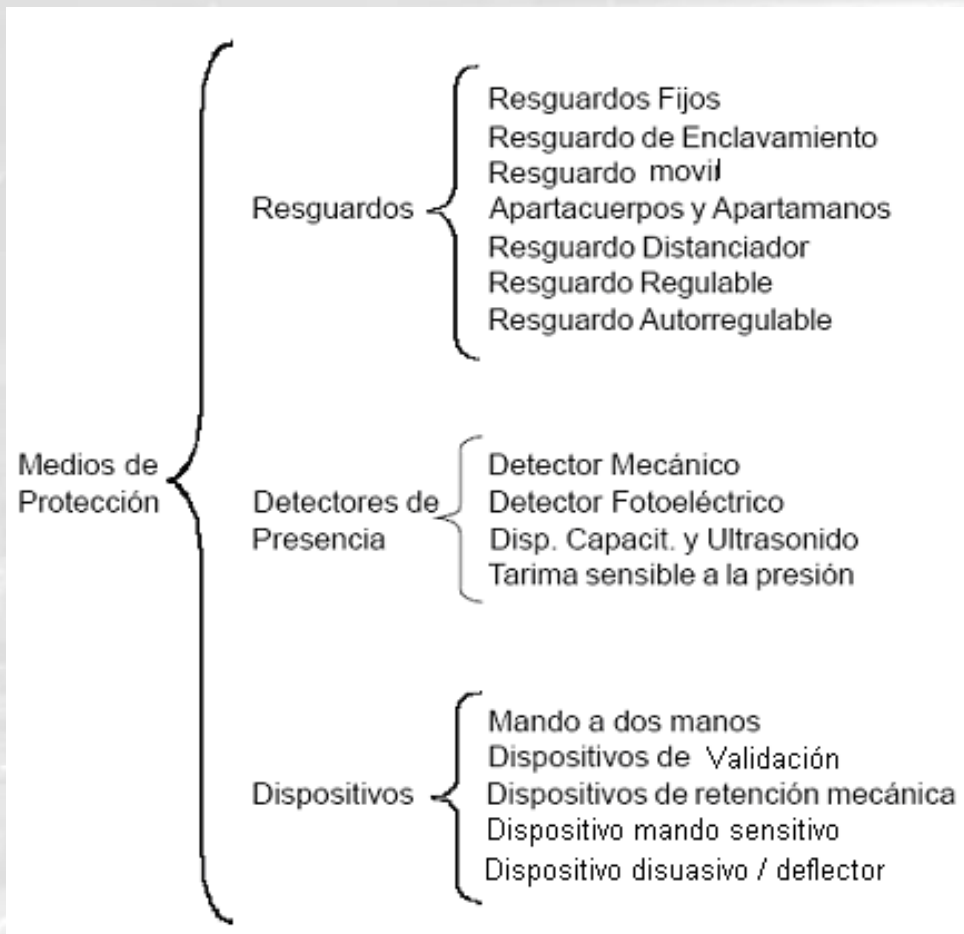 Medios de
Protección
Resguardos
Resguardos Fijos
Resguardo de Enclavamiento
Resguardo movil
Apartacuerpos y Apartamanos
Resguardo Distanciador
Resguardo Regulable
Resguardo Autorregulable
Detectores de
Presencia
Detector Mecánico
Detector Fotoeléctrico
Disp. Capacit. y Ultrasonido
Tarima sensible a la presión
Dispositivos
Mando a dos manos
Dispositivos de Validación
Dispositivos de retención mecánica
Dispositivo mando sensitivo
Dispositivo disuasivo / deflector